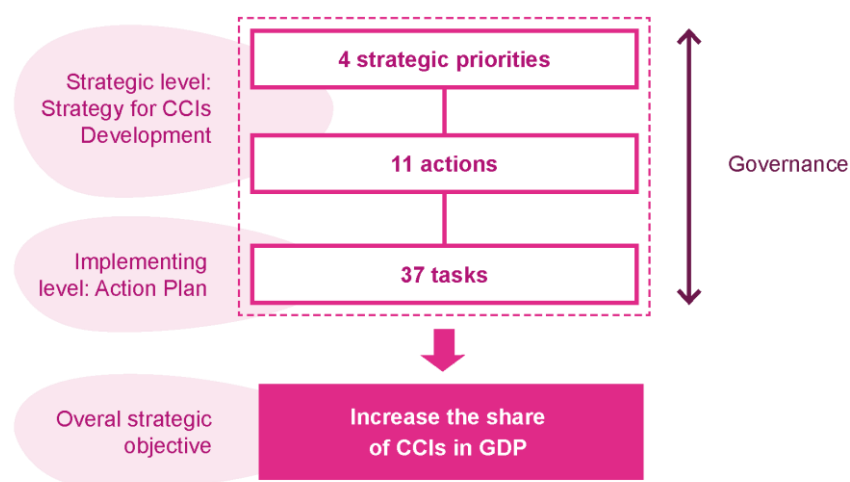 4 strategic priorities
Strategic level:
Strategy for CCIs
Development
11 actions
Governance
Implementing
level: Action Plan
37 tasks
Overal strategic
objective
Increase the share
of CCIs in GDP